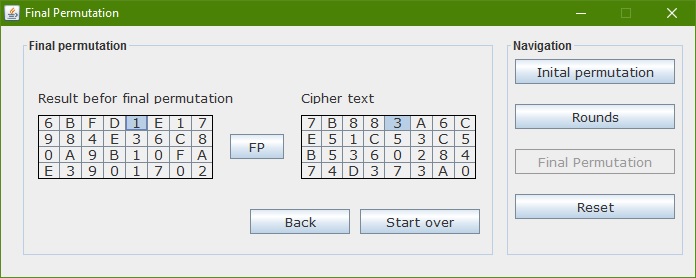 Final Permutation
Final permutation
Navigation
Inital permutation
Result befor final permutation
Cipher text
6 B F D 1 E 1 7
7 B 8 8 3 A 6 C
Rounds
9 8 4 E 3 6 C 8
E 5 1 C 5 3 C 5
FP
0 A 9 B 1 0 F A
B 5 3 6 0 2 8 4
Final Permutation
E 3 9 0 1 7 0 2
7 4 D 3 7 3 A 0
Reset
Back
Start over